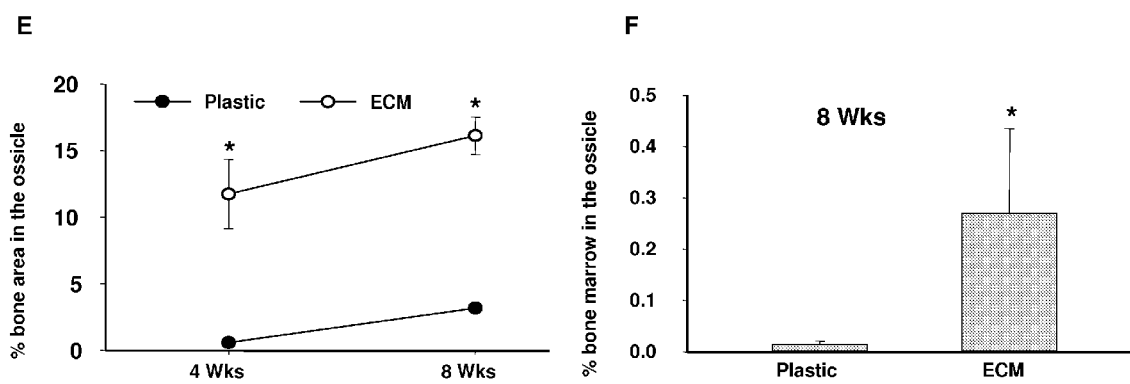 E
% bone area in the ossicle
20
15
10
5
0
Plastic
ECM
*
*
4 Wks
8 Wks
F
% bone marrow in the ossicle
0.5
0.4
0.3
0.2
0.1
0.0
8 Wks
*
Plastic
ECM